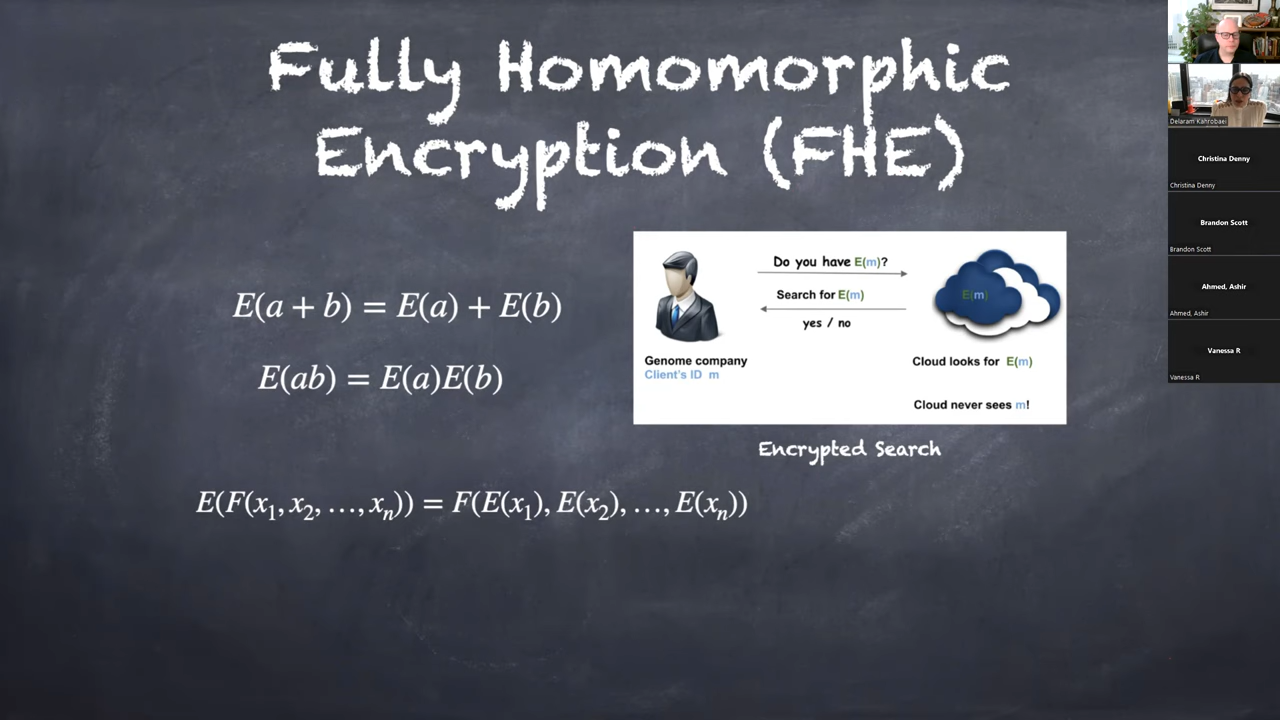 Fully Homomorphic
Encryption (FHE)
E(a + b) = E(a) + E(b)
E(ab) = E(a)E(b)
E(F(x₁, x₂, …, xₙ)) = F(E(x₁), E(x₂), …, E(xₙ))
Do you have E(m)?
Search for E(m)
yes / no
E(m)
Genome company
Client's ID m
Cloud looks for E(m)
Cloud never sees m!
Encrypted Search
Delaram Kahrobaei
Christina Denny
Christina Denny
Brandon Scott
Brandon Scott
Ahmed, Ashir
Ahmed, Ashir
Vanessa R
Vanessa R